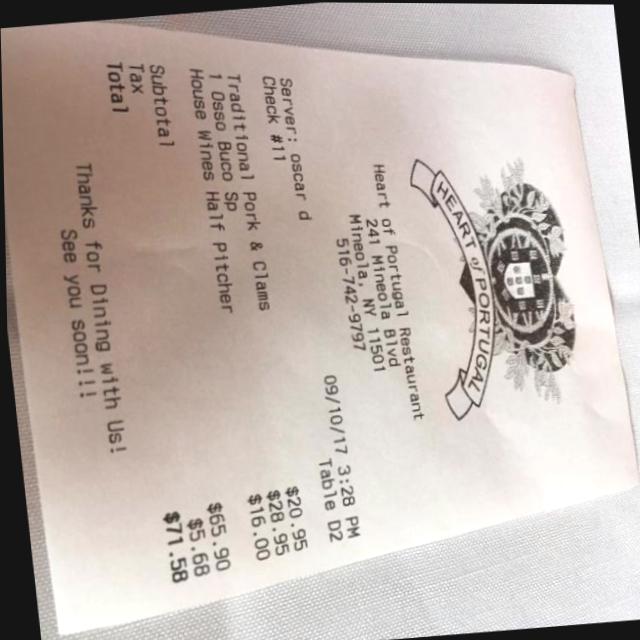 HEART of PORTUGAL
Heart of Portugal Restaurant
241 Mineola Blvd
Mineola, NY 11501
516-742-9797
Server: oscar d 09/10/17 3:28 PM
Check #11 Table D2
Traditional Pork & Clams $20.95
1 Osso Buco Sp $28.95
House Wines Half Pitcher $16.00
Subtotal $65.90
Tax $5.68
Total $71.58
Thanks for Dining with Us!
See you soon!!!